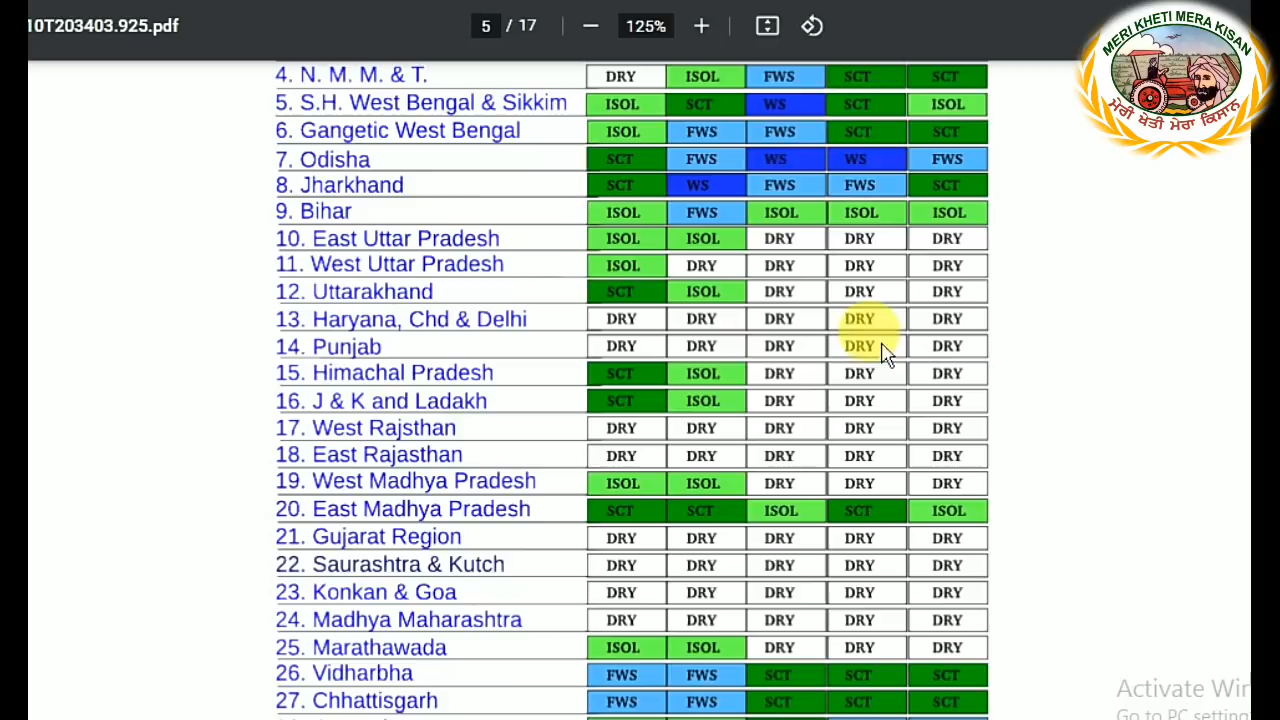 10T203403.925.pdf
5 / 17
125%
MERI KHETI MERA KISAN
ਮੇਰੀ ਖੇਤੀ ਮੇਰਾ ਕਿਸਾਨ
4. N. M. M. & T. DRY ISOL FWS SCT SCT
5. S.H. West Bengal & Sikkim ISOL SCT WS SCT ISOL
6. Gangetic West Bengal ISOL FWS FWS SCT SCT
7. Odisha SCT FWS WS WS FWS
8. Jharkhand SCT WS FWS FWS SCT
9. Bihar ISOL FWS ISOL ISOL ISOL
10. East Uttar Pradesh ISOL ISOL DRY DRY DRY
11. West Uttar Pradesh ISOL DRY DRY DRY DRY
12. Uttarakhand SCT ISOL DRY DRY DRY
13. Haryana, Chd & Delhi DRY DRY DRY DRY DRY
14. Punjab DRY DRY DRY DRY DRY
15. Himachal Pradesh SCT ISOL DRY DRY DRY
16. J & K and Ladakh SCT ISOL DRY DRY DRY
17. West Rajsthan DRY DRY DRY DRY DRY
18. East Rajasthan DRY DRY DRY DRY DRY
19. West Madhya Pradesh ISOL ISOL DRY DRY DRY
20. East Madhya Pradesh SCT SCT ISOL SCT ISOL
21. Gujarat Region DRY DRY DRY DRY DRY
22. Saurashtra & Kutch DRY DRY DRY DRY DRY
23. Konkan & Goa DRY DRY DRY DRY DRY
24. Madhya Maharashtra DRY DRY DRY DRY DRY
25. Marathawada ISOL ISOL DRY DRY DRY
26. Vidharbha FWS FWS SCT SCT SCT
27. Chhattisgarh FWS FWS SCT SCT SCT
Activate Wir
Go to PC setting